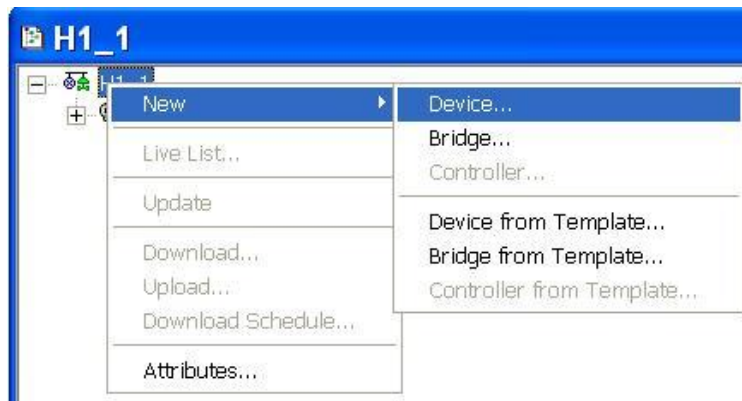 H1_1
H1_1
New
Live List...
Update
Download...
Upload...
Download Schedule...
Attributes...
Device...
Bridge...
Controller...
Device from Template...
Bridge from Template...
Controller from Template...